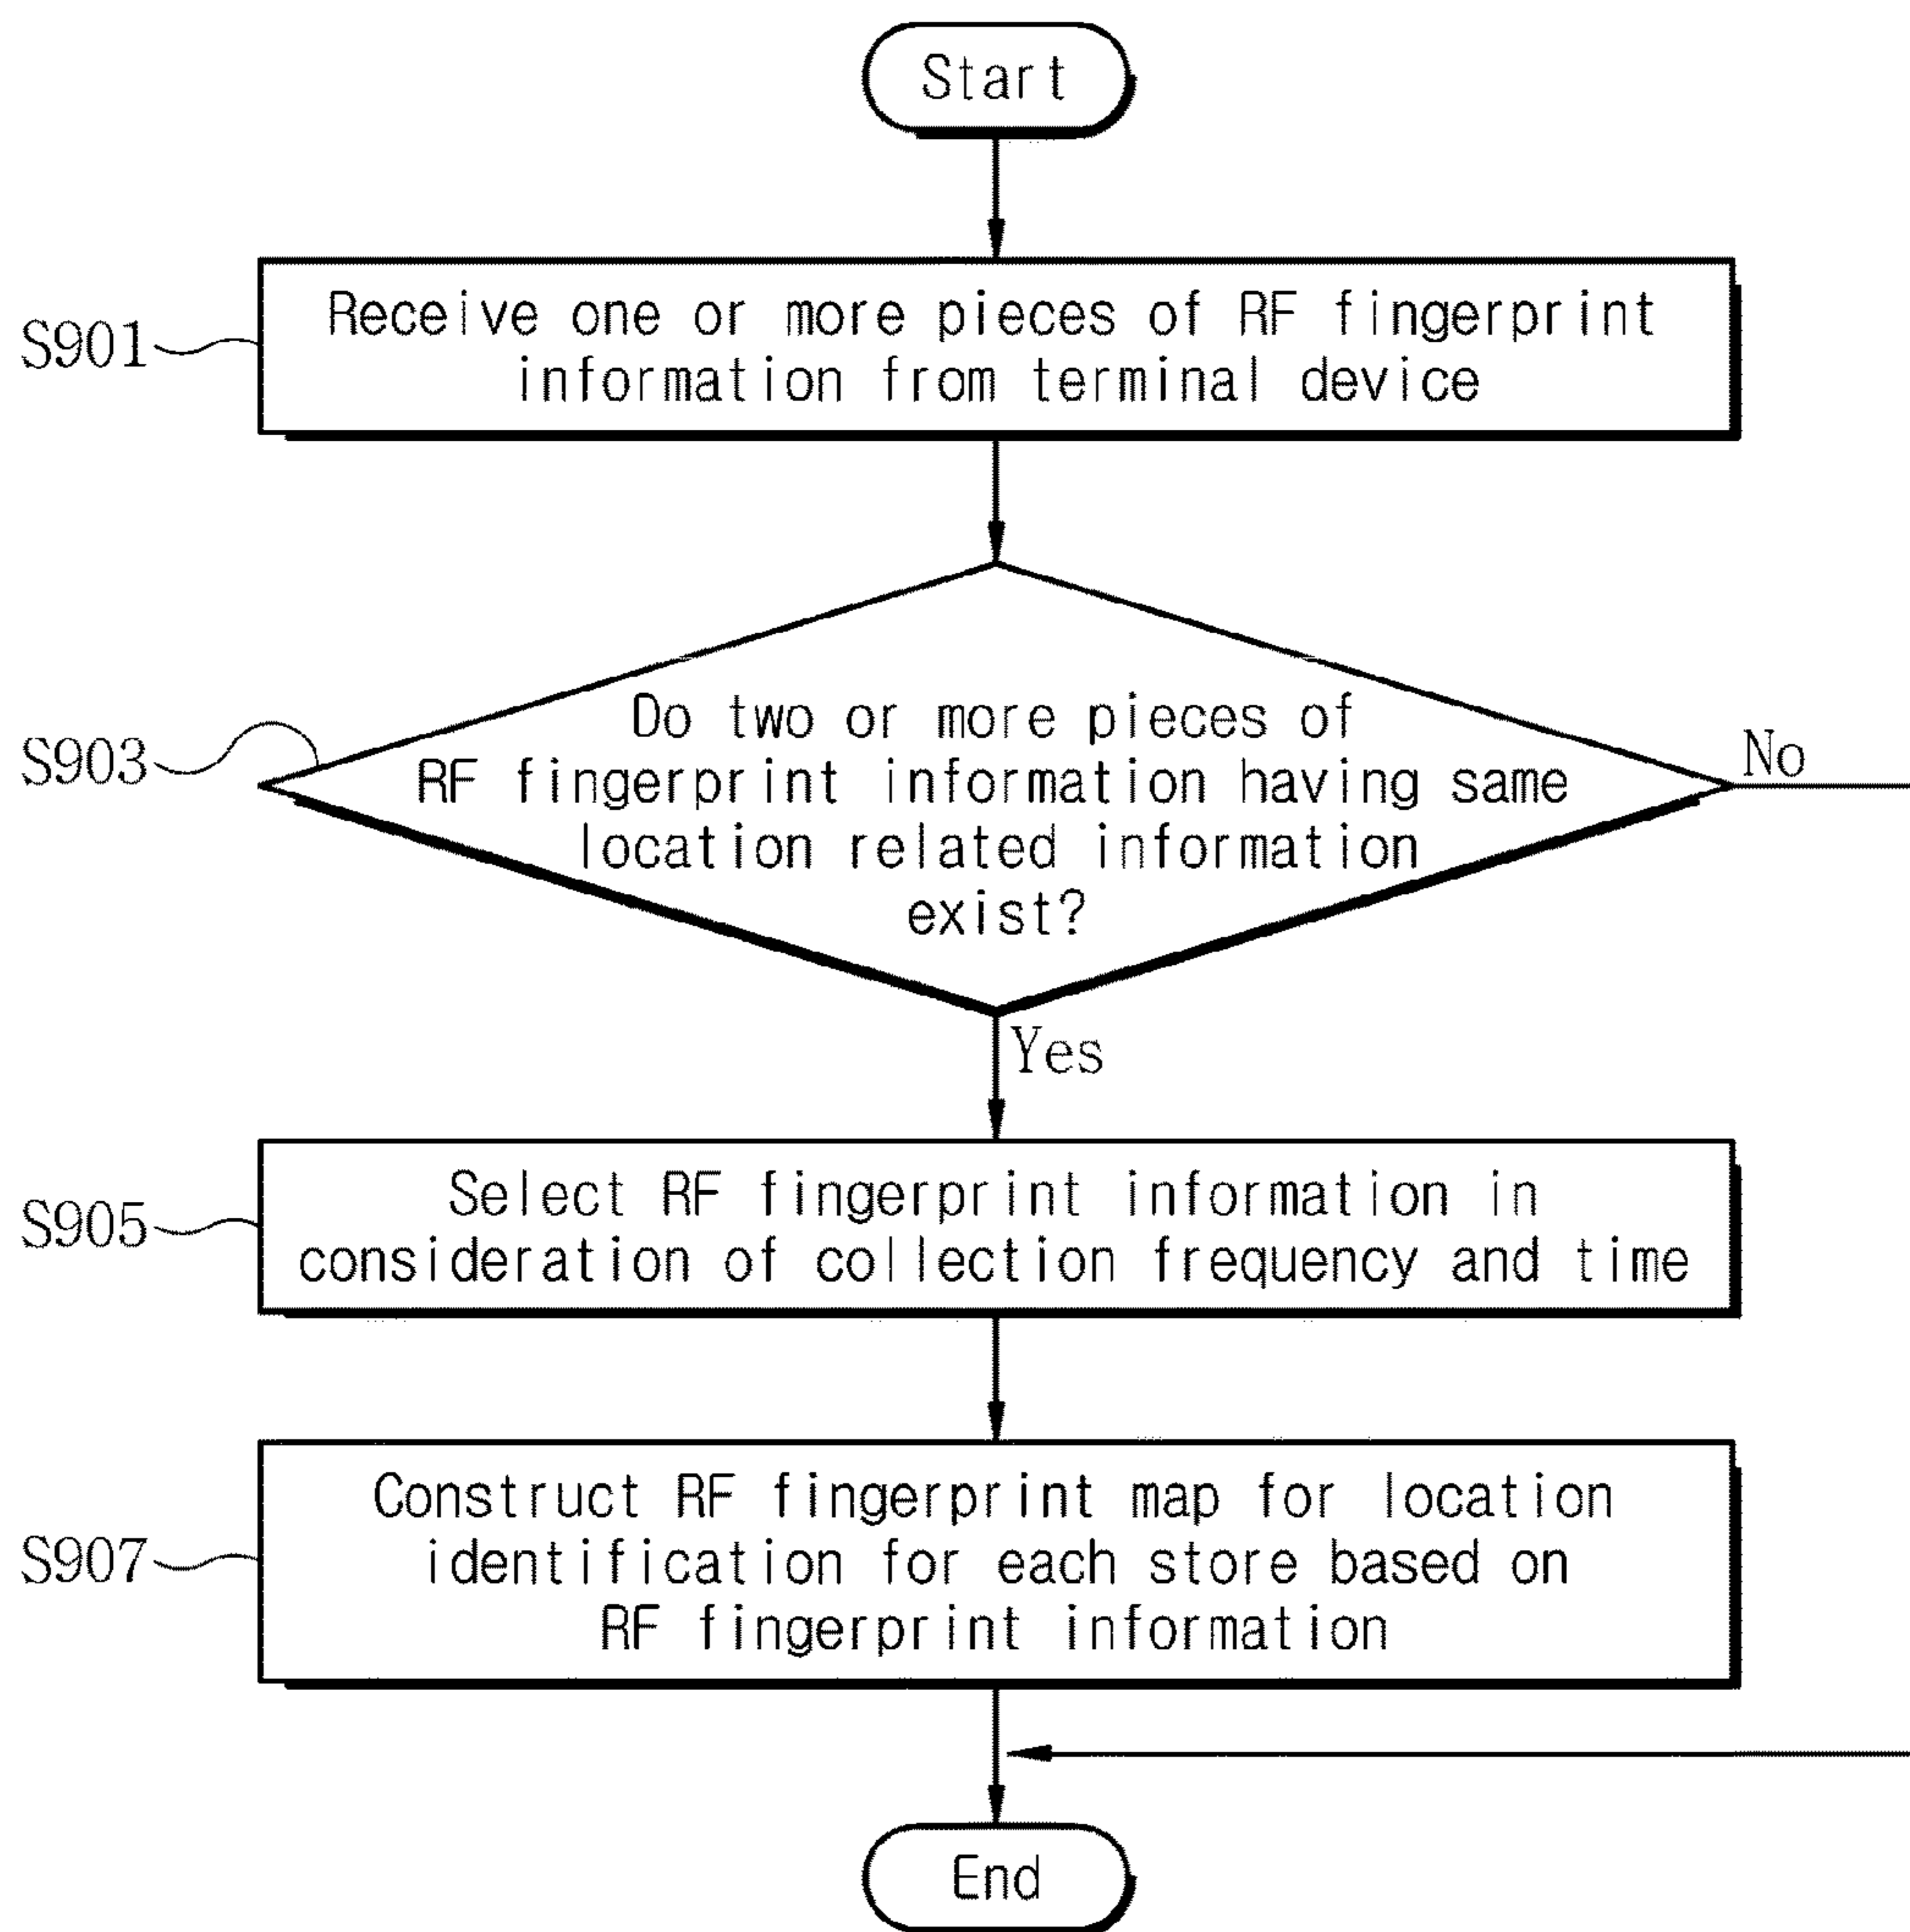 Start
S901
Receive one or more pieces of RF fingerprint
information from terminal device
S903
Do two or more pieces of
RF fingerprint information having same
location related information
exist?
No
Yes
S905
Select RF fingerprint information in
consideration of collection frequency and time
S907
Construct RF fingerprint map for location
identification for each store based on
RF fingerprint information
End